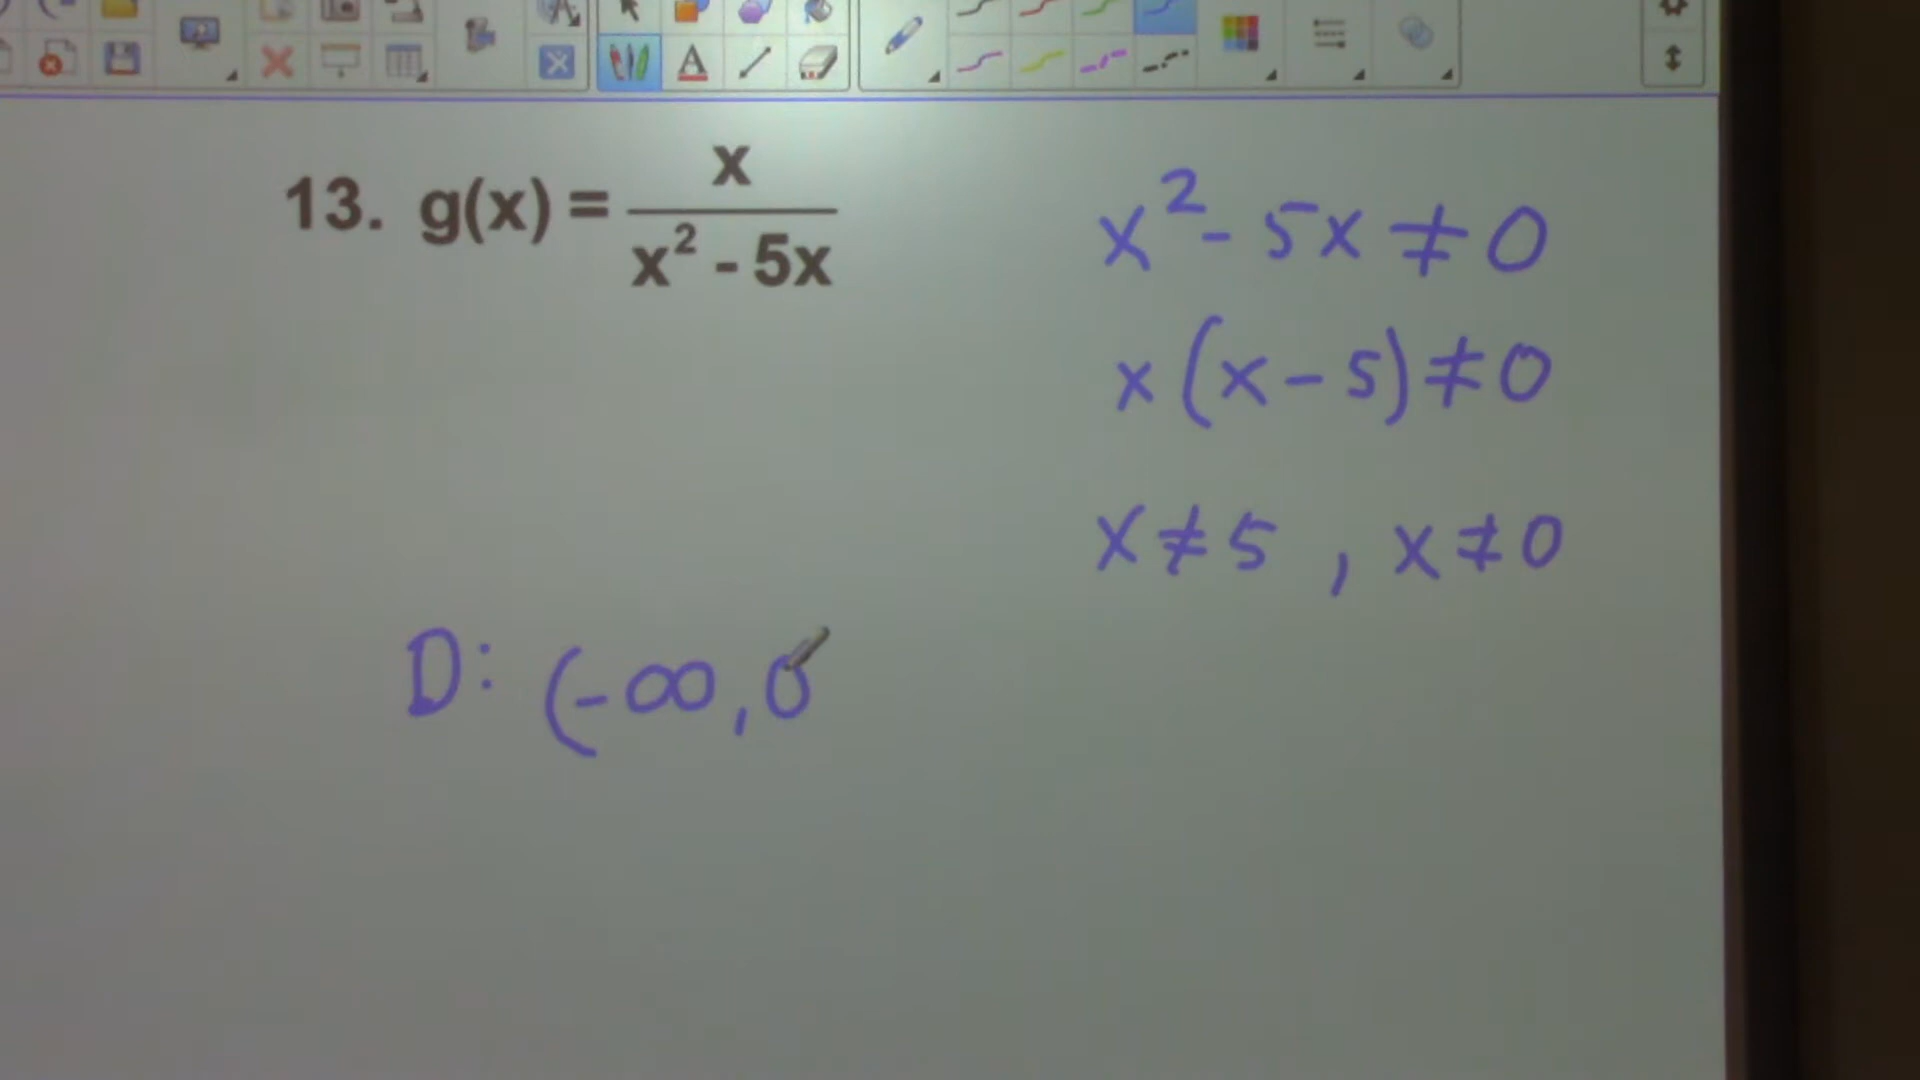 13. g(x) = x / (x² - 5x)
x² - 5x ≠ 0
x(x - 5) ≠ 0
x ≠ 5 , x ≠ 0
D: (-∞, 0